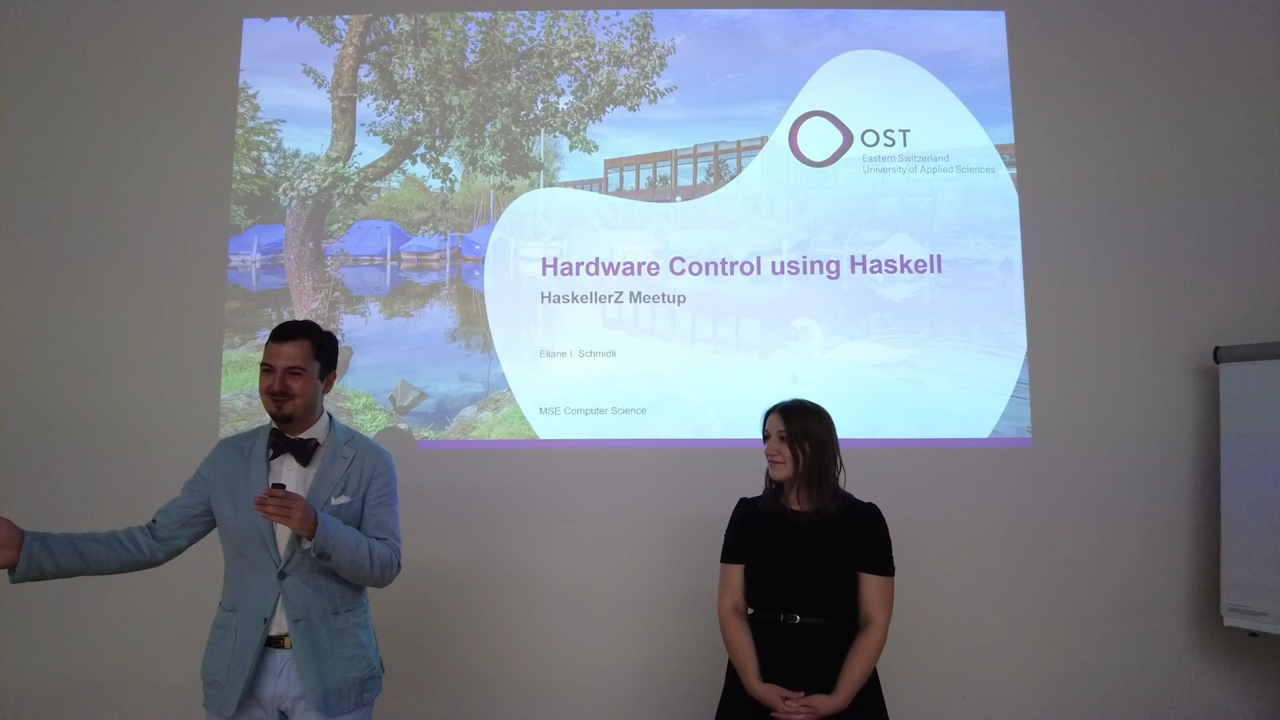 OST
Eastern Switzerland
University of Applied Sciences
Hardware Control using Haskell
HaskellerZ Meetup
Eliane I. Schmidli
MSE Computer Science